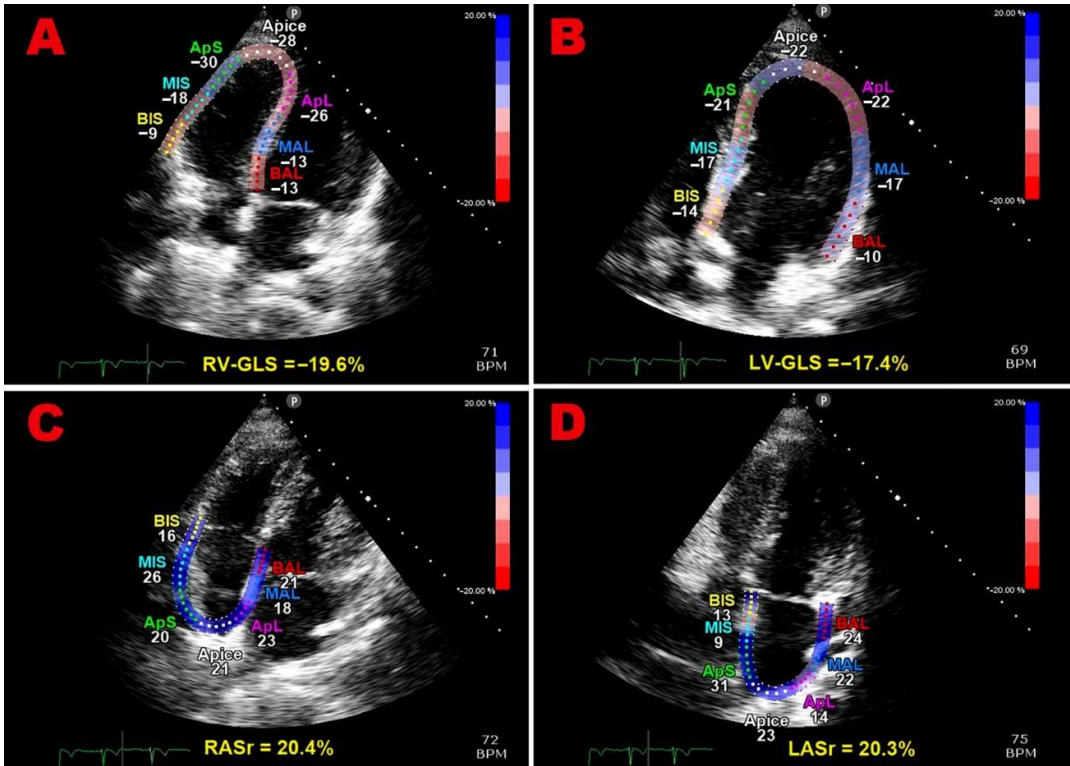 A
P
20.00 %
Apice
−28
ApS
−30
MIS
−18
ApL
−26
BIS
−9
MAL
−13
BAL
−13
−20.00 %
RV-GLS =−19.6%
71
BPM
B
P
20.00 %
Apice
−22
ApS
−21
ApL
−22
MIS
−17
MAL
−17
BIS
−14
−20.00 %
BAL
−10
LV-GLS =−17.4%
69
BPM
C
P
20.00 %
BIS
16
MIS
26
BAL
21
MAL
18
−20.00 %
ApS
20
ApL
23
Apice
21
RASr = 20.4%
72
BPM
D
P
20.00 %
BIS
13
−20.00 %
MIS
9
BAL
24
ApS
31
MAL
22
ApL
14
Apice
23
LASr = 20.3%
75
BPM